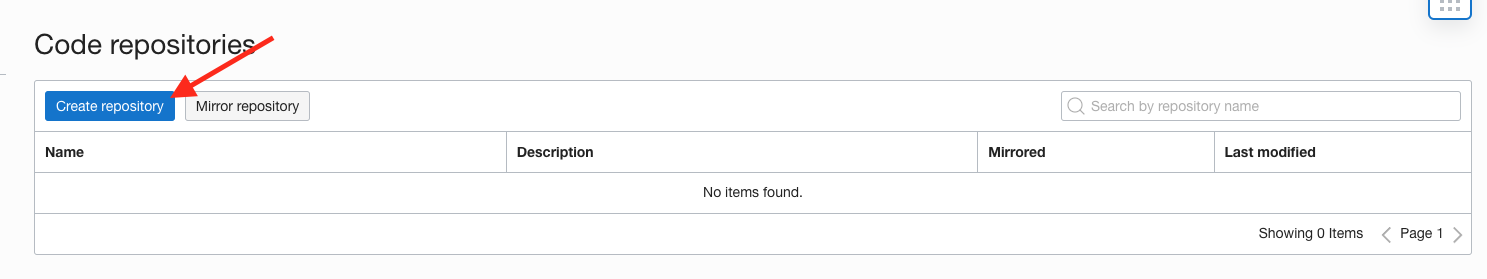 Code repositories
Create repository Mirror repository Search by repository name
Name Description Mirrored Last modified
No items found.
Showing 0 Items Page 1